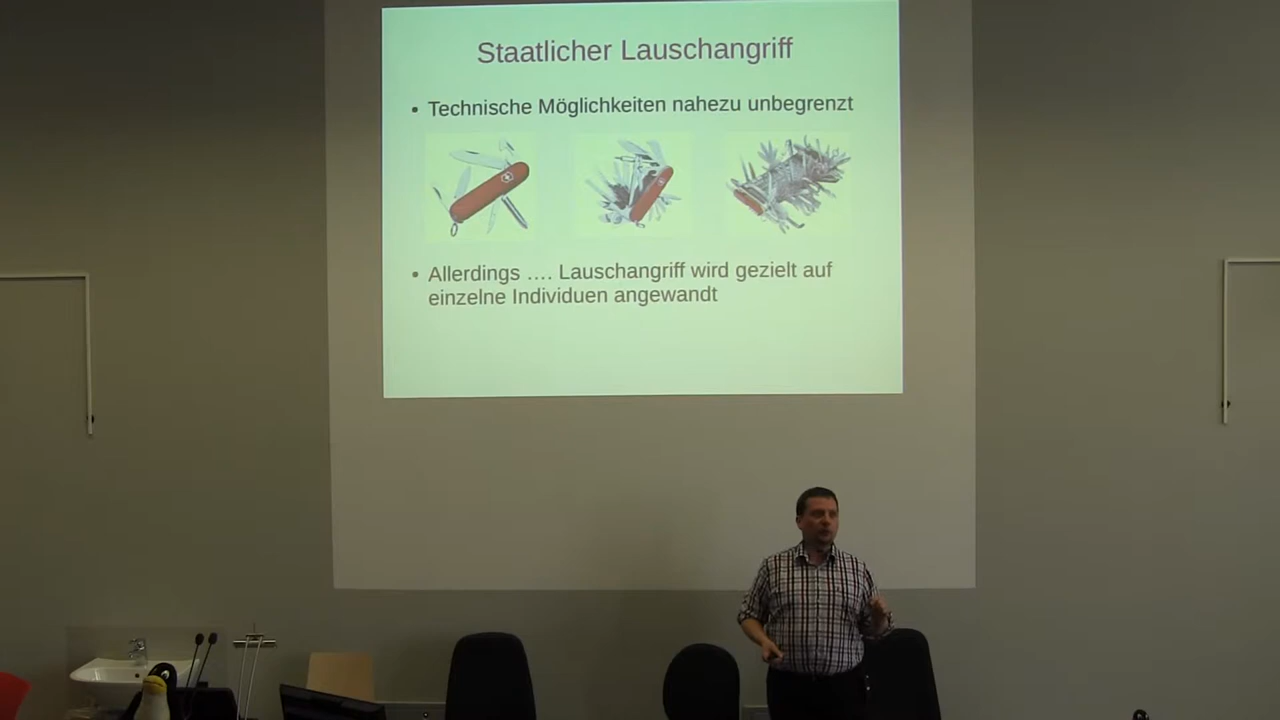 Staatlicher Lauschangriff
• Technische Möglichkeiten nahezu unbegrenzt
• Allerdings …. Lauschangriff wird gezielt auf
einzelne Individuen angewandt